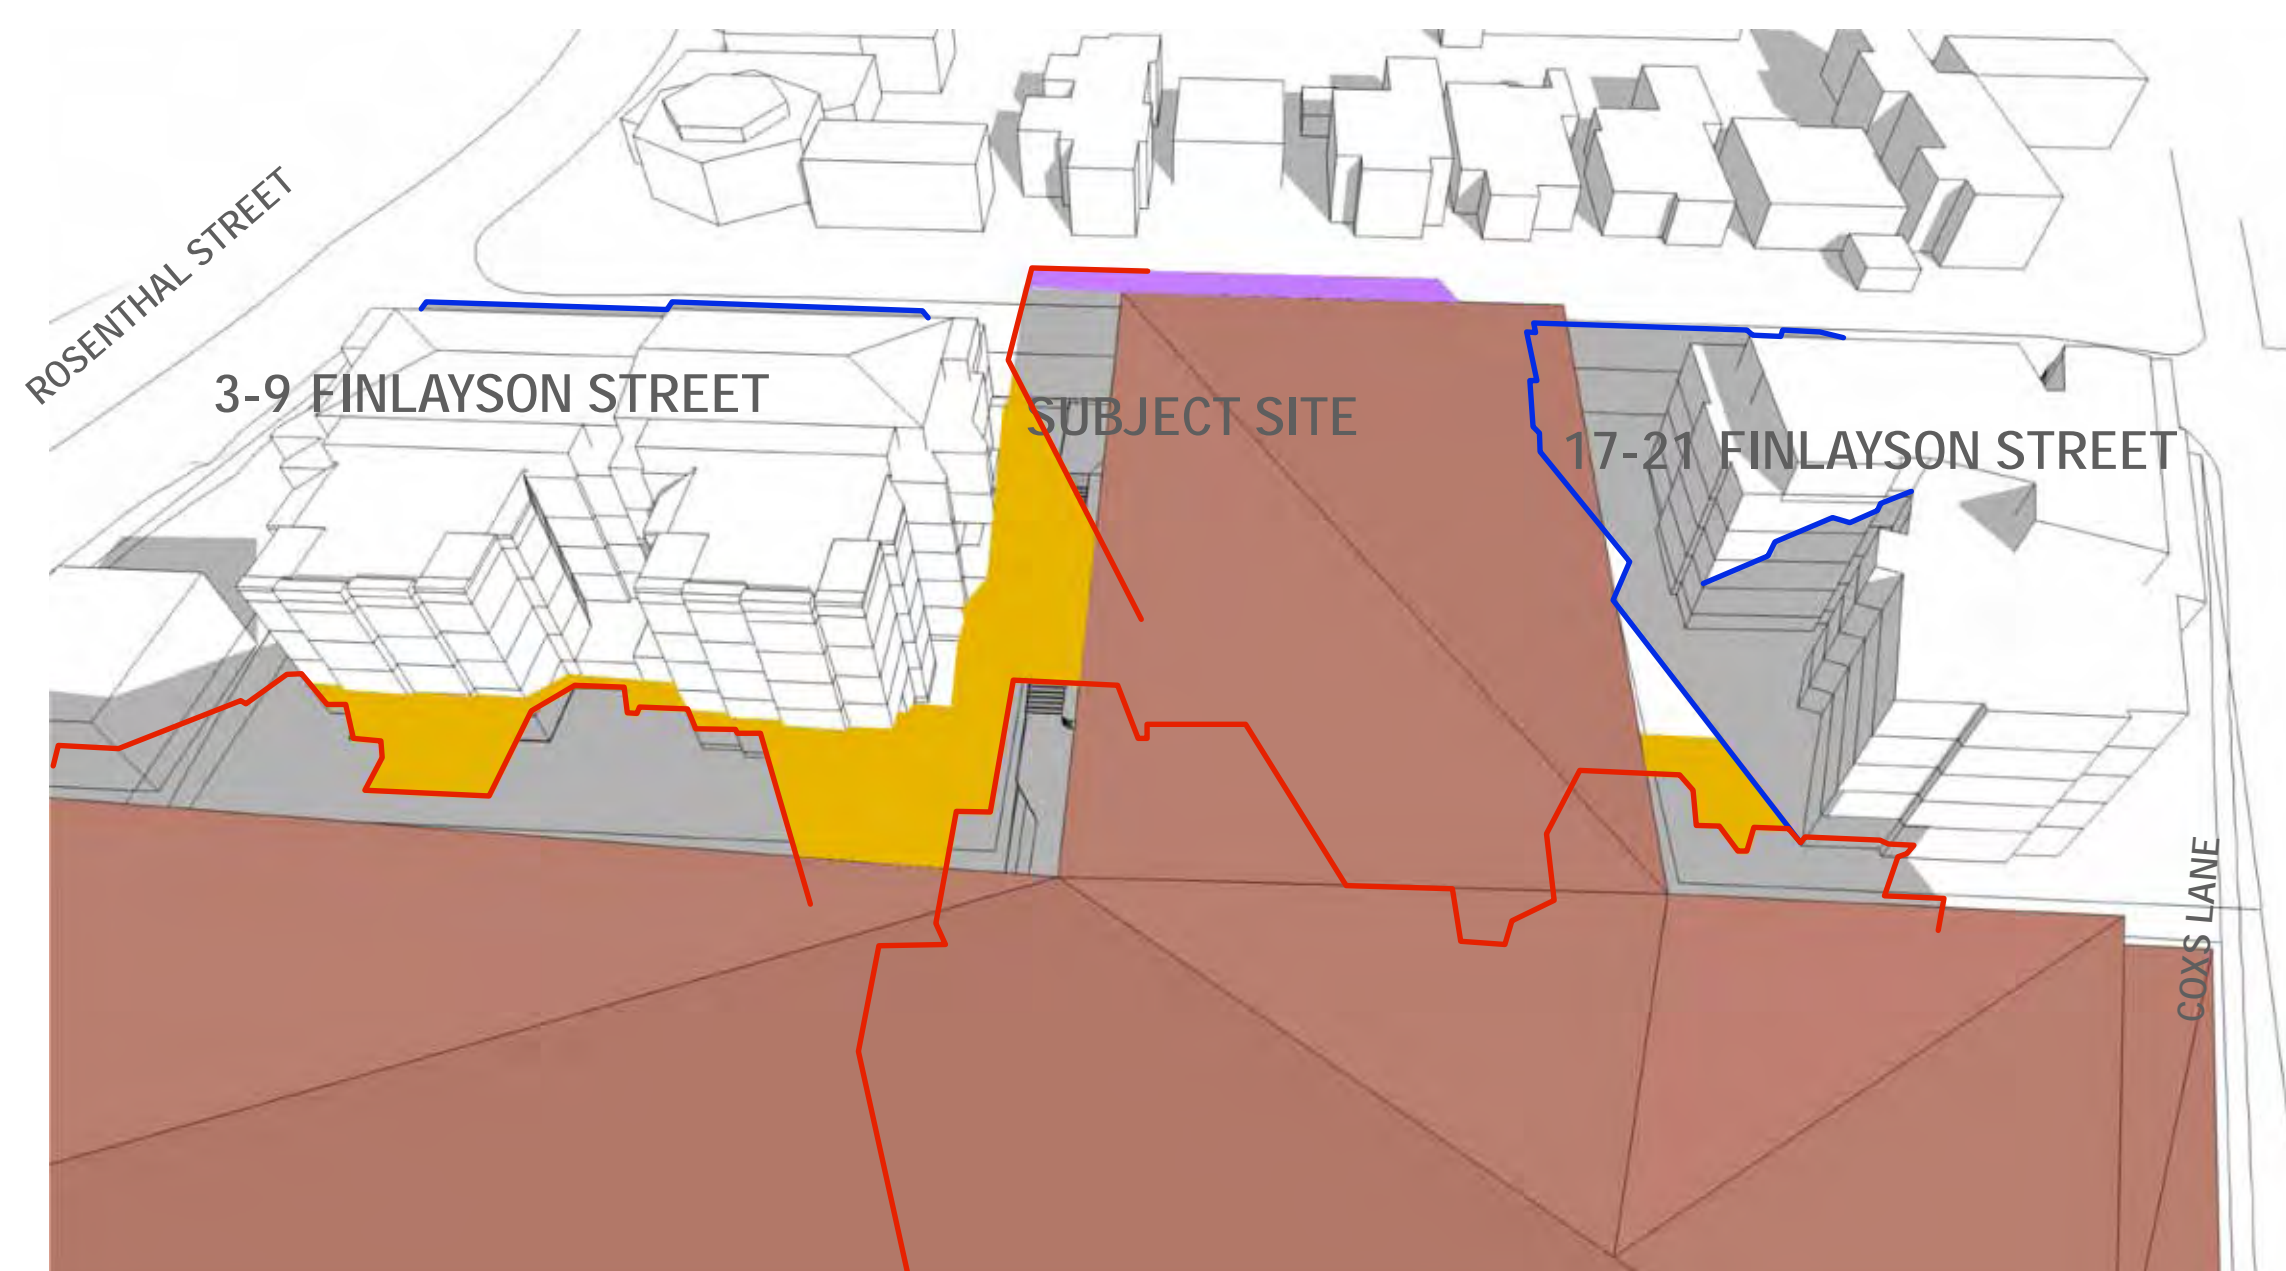 ROSENTHAL STREET
3-9 FINLAYSON STREET
SUBJECT SITE
17-21 FINLAYSON STREET
COXS LANE